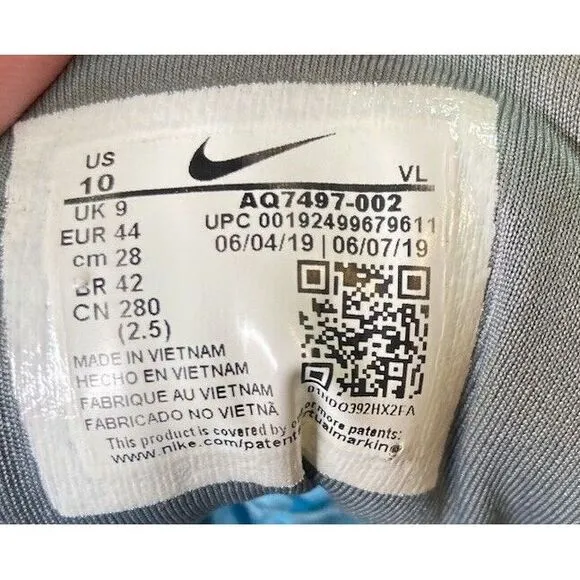 US
10
VL
UK 9
AQ7497-002
EUR 44
UPC 00192499679611
cm 28
06/04/19 | 06/07/19
BR 42
CN 280
(2.5)
MADE IN VIETNAM
HECHO EN VIETNAM
FABRIQUE AU VIETNAM
FABRICADO NO VIETNÃ
This product is covered by or more patents:
www.nike.com/patent virtualmarking